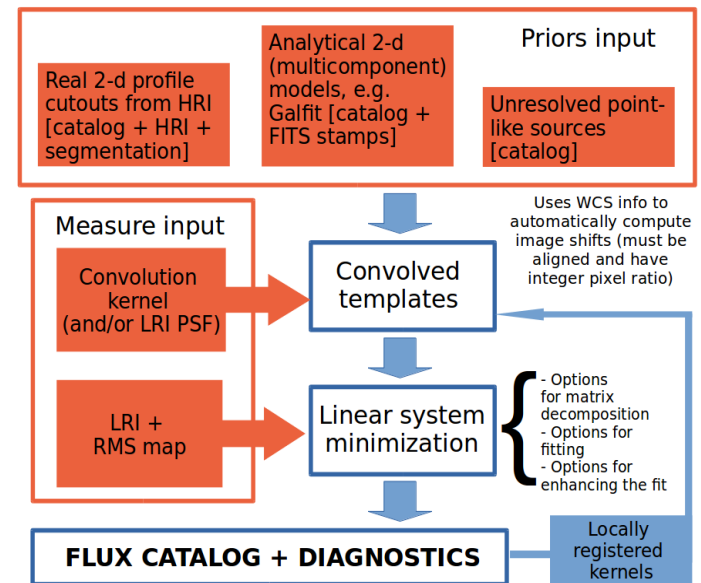 Priors input
Real 2-d profile
cutouts from HRI
[catalog + HRI +
segmentation]
Analytical 2-d
(multicomponent)
models, e.g.
Galfit [catalog +
FITS stamps]
Unresolved point-
like sources
[catalog]
Uses WCS info to
automatically compute
image shifts (must be
aligned and have
integer pixel ratio)
Measure input
Convolution
kernel
(and/or LRI PSF)
Convolved
templates
LRI +
RMS map
Linear system
minimization
- Options
for matrix
decomposition
- Options for
fitting
- Options for
enhancing the fit
FLUX CATALOG + DIAGNOSTICS
Locally
registered
kernels